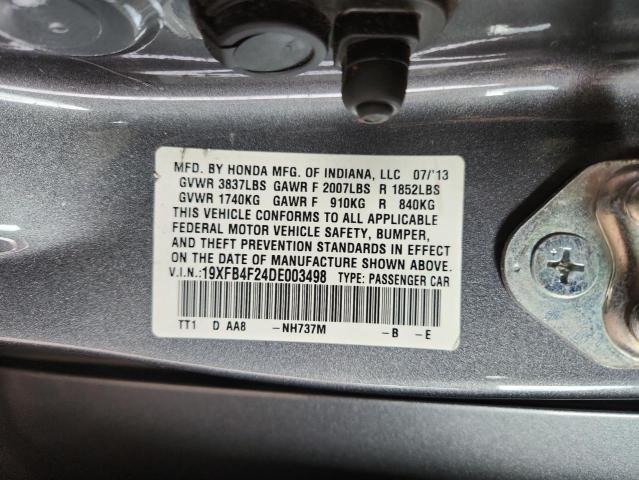 MFD. BY HONDA MFG. OF INDIANA, LLC 07/'13
GVWR 3837LBS GAWR F 2007LBS R 1852LBS
GVWR 1740KG GAWR F 910KG R 840KG
THIS VEHICLE CONFORMS TO ALL APPLICABLE
FEDERAL MOTOR VEHICLE SAFETY, BUMPER,
AND THEFT PREVENTION STANDARDS IN EFFECT
ON THE DATE OF MANUFACTURE SHOWN ABOVE.
V.I.N.:19XFB4F24DE003498 TYPE: PASSENGER CAR
TT1 D AA8 -NH737M -B -E